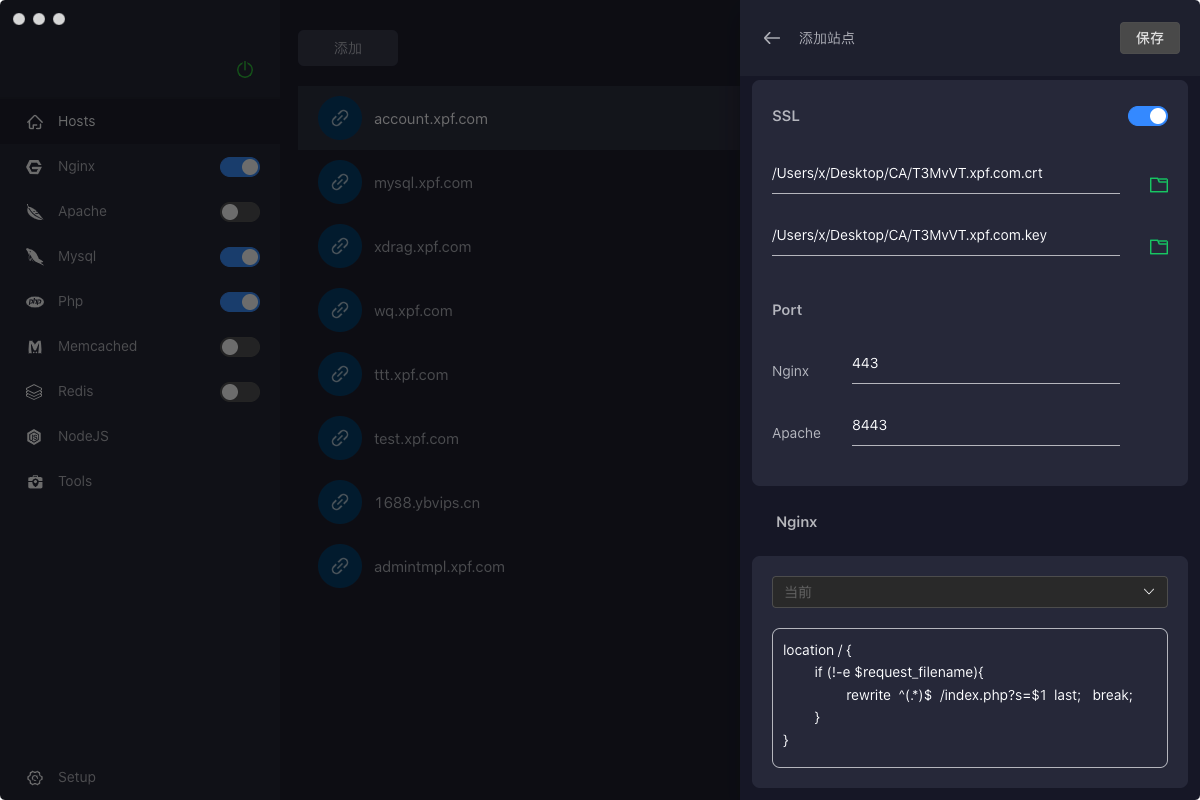 Hosts
Nginx
Apache
Mysql
Php
Memcached
Redis
NodeJS
Tools
Setup
添加
account.xpf.com
mysql.xpf.com
xdrag.xpf.com
wq.xpf.com
ttt.xpf.com
test.xpf.com
1688.ybvips.cn
admintmpl.xpf.com
添加站点
保存
SSL
/Users/x/Desktop/CA/T3MvVT.xpf.com.crt
/Users/x/Desktop/CA/T3MvVT.xpf.com.key
Port
Nginx 443
Apache 8443
Nginx
当前
location / {
if (!-e $request_filename){
rewrite ^(.*)$ /index.php?s=$1 last; break;
}
}